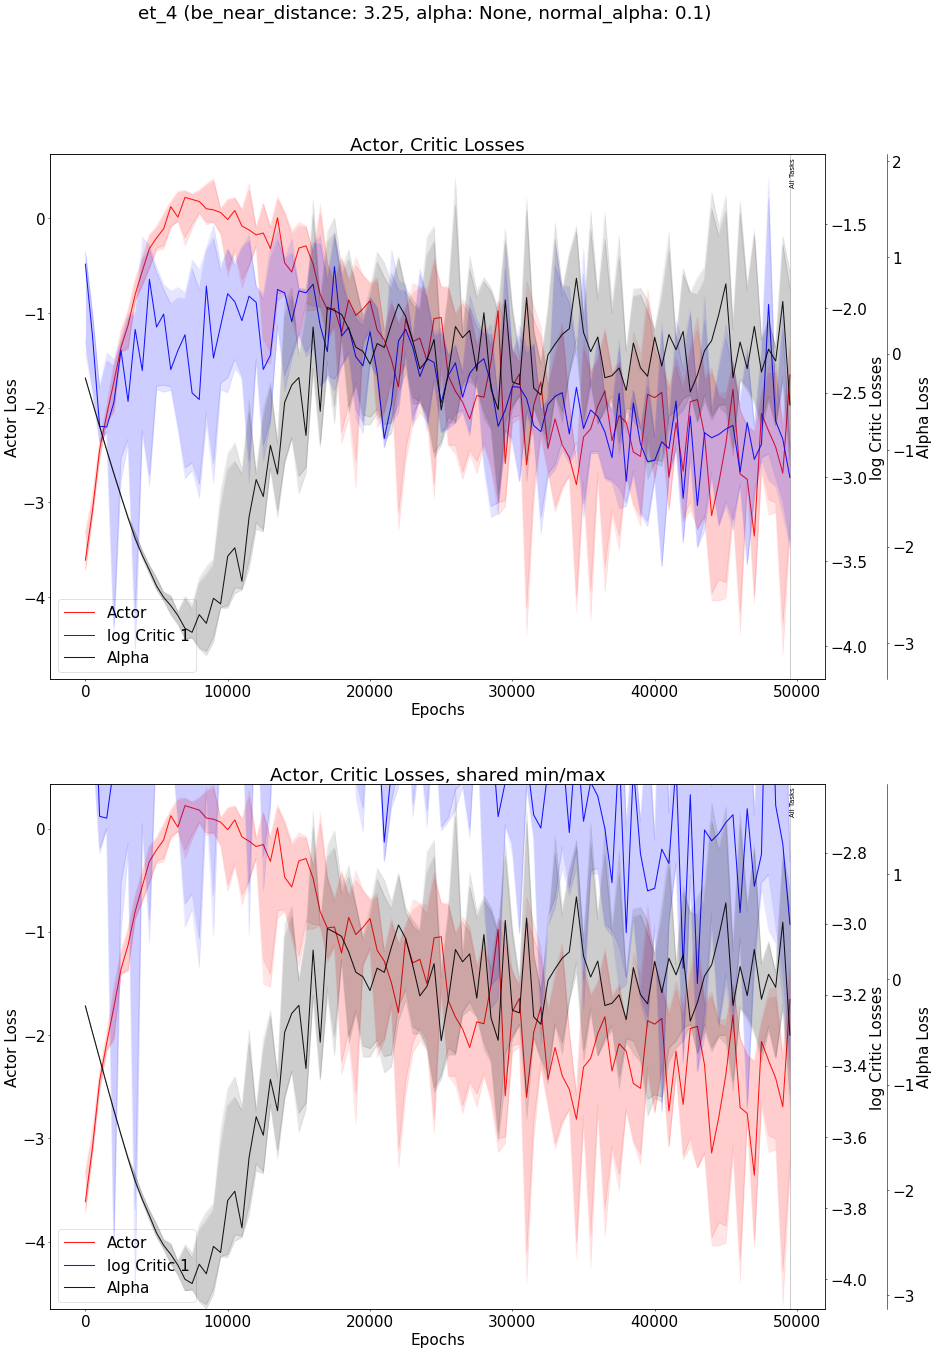 et_4 (be_near_distance: 3.25, alpha: None, normal_alpha: 0.1)
Actor, Critic Losses
All Tasks
Actor Loss
0
−1
−2
−3
−4
−1.5
−2.0
−2.5
−3.0
−3.5
−4.0
log Critic Losses
2
1
0
−1
−2
−3
Alpha Loss
Actor
log Critic 1
Alpha
0
10000
20000
30000
40000
50000
Epochs
Actor, Critic Losses, shared min/max
All Tasks
Actor Loss
0
−1
−2
−3
−4
−2.8
−3.0
−3.2
−3.4
−3.6
−3.8
−4.0
log Critic Losses
1
0
−1
−2
−3
Alpha Loss
Actor
log Critic 1
Alpha
0
10000
20000
30000
40000
50000
Epochs